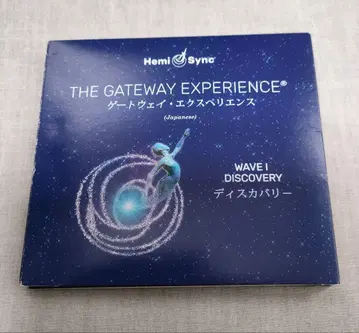 Hemi Sync®
THE GATEWAY EXPERIENCE®
ゲートウェイ・エクスペリエンス
(Japanese)
WAVE I
DISCOVERY
ディスカバリー